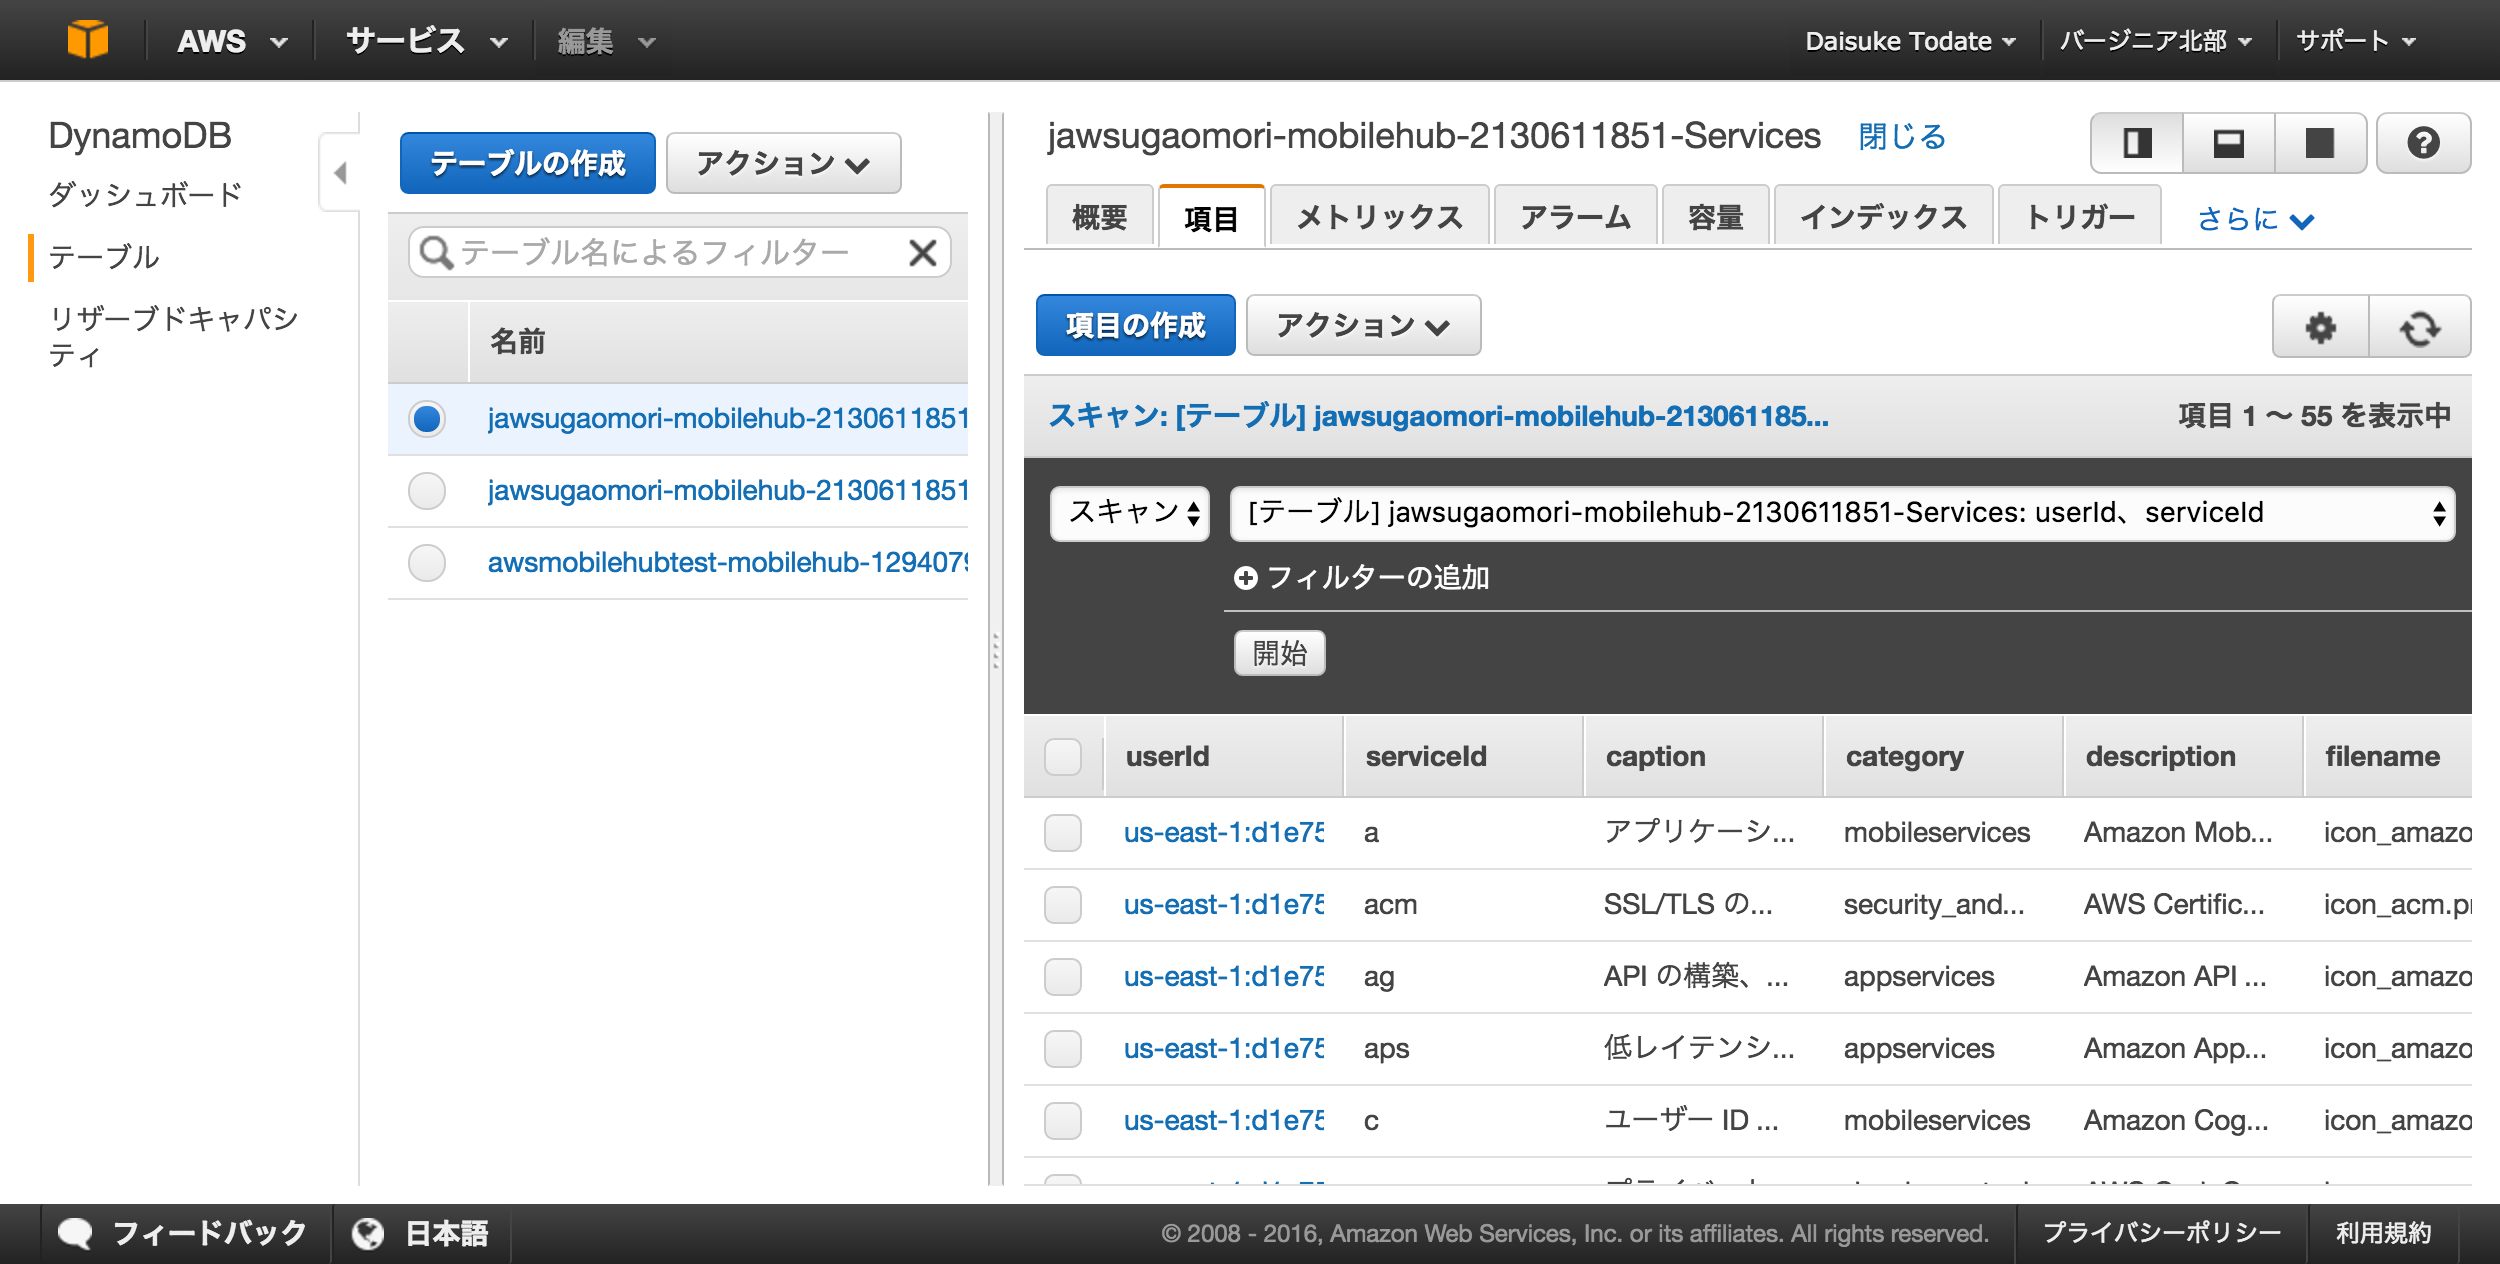 AWS サービス 編集 Daisuke Todate バージニア北部 サポート
DynamoDB
ダッシュボード
テーブル
リザーブドキャパシ
ティ
テーブルの作成 アクション
テーブル名によるフィルター
名前
jawsugaomori-mobilehub-2130611851
jawsugaomori-mobilehub-2130611851
awsmobilehubtest-mobilehub-1294079
jawsugaomori-mobilehub-2130611851-Services 閉じる
概要 項目 メトリックス アラーム 容量 インデックス トリガー さらに
項目の作成 アクション
スキャン: [テーブル] jawsugaomori-mobilehub-213061185... 項目 1 〜 55 を表示中
スキャン [テーブル] jawsugaomori-mobilehub-2130611851-Services: userId、serviceId
フィルターの追加
開始
userId serviceId caption category description filename
us-east-1:d1e75 a アプリケーシ... mobileservices Amazon Mob... icon_amazo
us-east-1:d1e75 acm SSL/TLS の... security_and... AWS Certific... icon_acm.p
us-east-1:d1e75 ag API の構築、... appservices Amazon API ... icon_amazo
us-east-1:d1e75 aps 低レイテンシ... appservices Amazon App... icon_amazo
us-east-1:d1e75 c ユーザー ID ... mobileservices Amazon Cog... icon_amazo
フィードバック 日本語 © 2008 - 2016, Amazon Web Services, Inc. or its affiliates. All rights reserved. プライバシーポリシー 利用規約